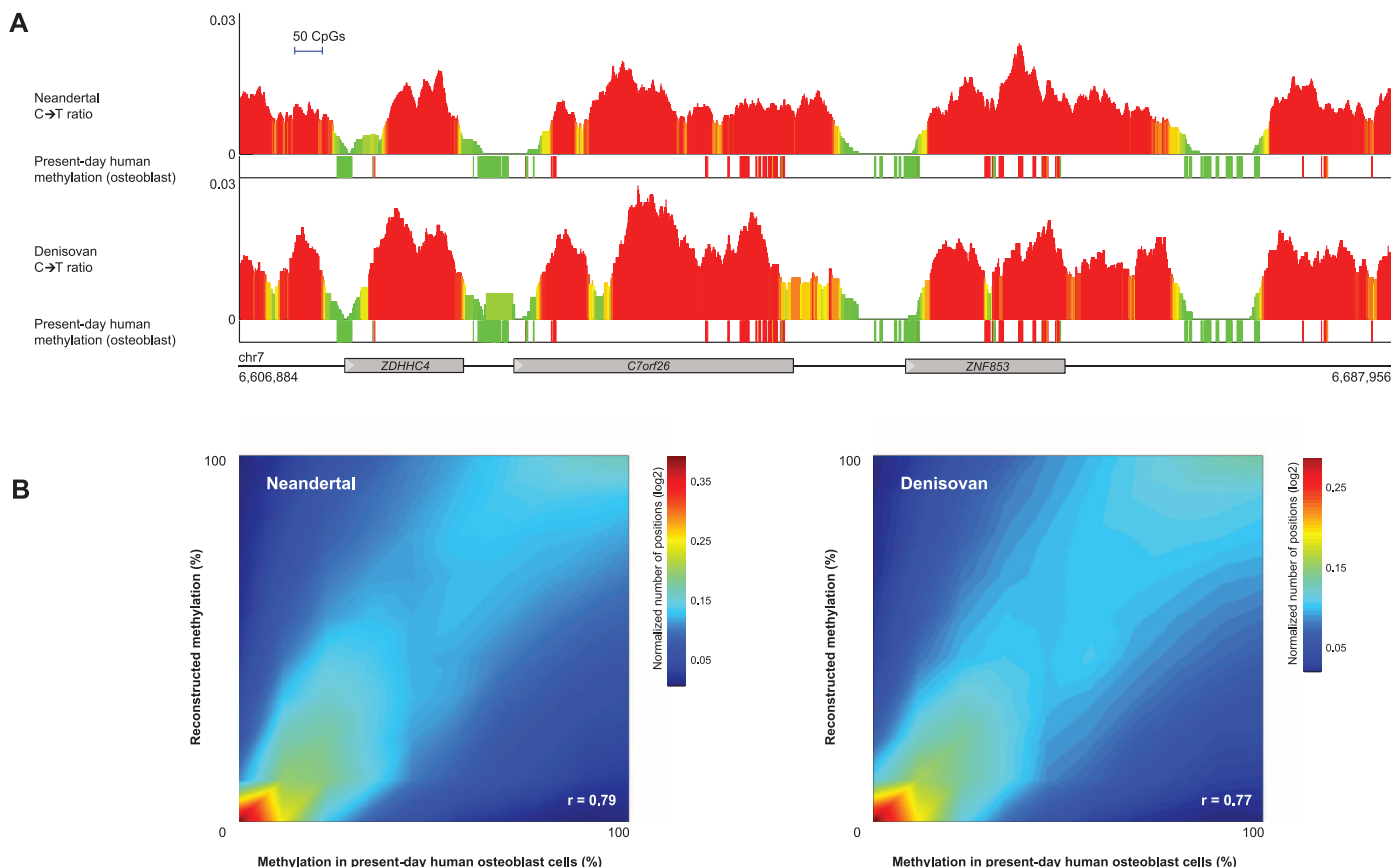 A
0.03
50 CpGs
Neandertal
C→T ratio
0
Present-day human
methylation (osteoblast)
0.03
Denisovan
C→T ratio
0
Present-day human
methylation (osteoblast)
chr7
ZDHHC4
C7orf26
ZNF853
6,606,884
6,687,956
B
100
Neandertal
Reconstructed methylation (%)
r = 0.79
0
100
Methylation in present-day human osteoblast cells (%)
Normalized number of positions (log2)
0.35
0.25
0.15
0.05
100
Denisovan
Reconstructed methylation (%)
r = 0.77
0
100
Methylation in present-day human osteoblast cells (%)
Normalized number of positions (log2)
0.25
0.15
0.05